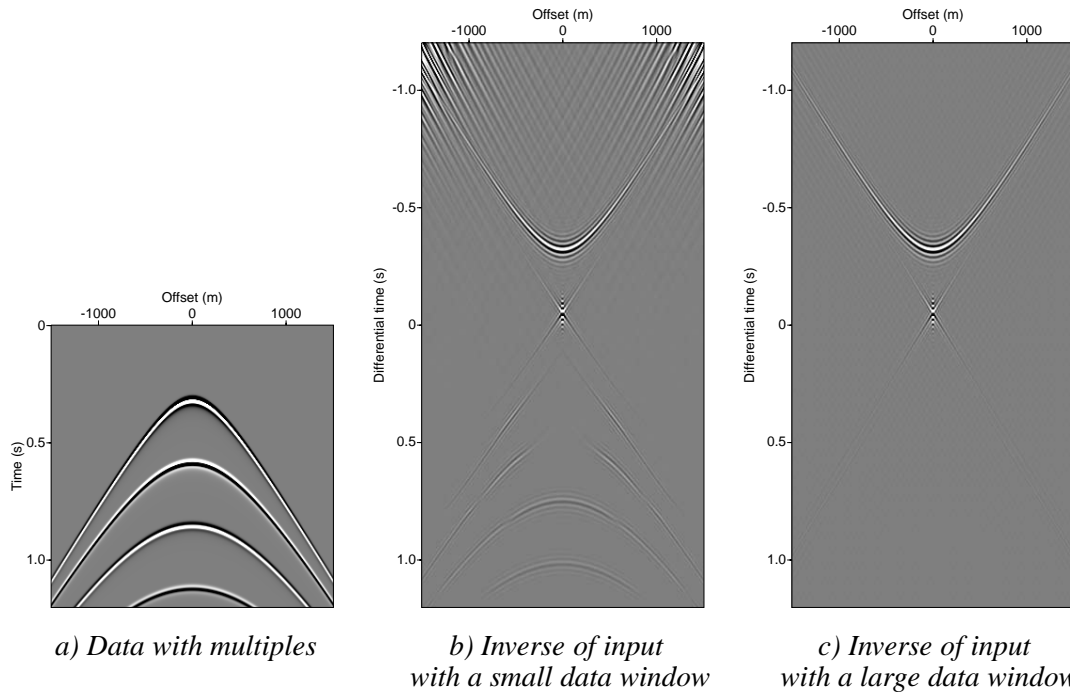 Offset (m)
-1000 0 1000
Time (s)
0
0.5
1.0
a) Data with multiples
Offset (m)
-1000 0 1000
Differential time (s)
-1.0
-0.5
0
0.5
1.0
b) Inverse of input
with a small data window
Offset (m)
-1000 0 1000
Differential time (s)
-1.0
-0.5
0
0.5
1.0
c) Inverse of input
with a large data window